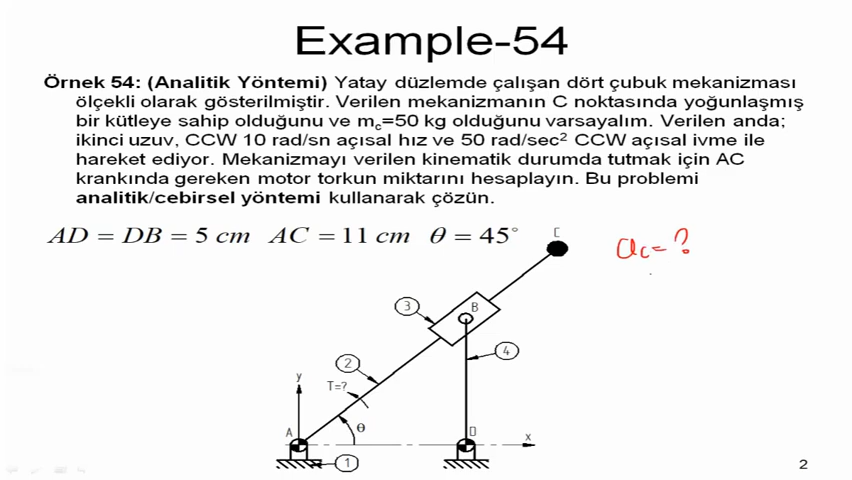 Example-54
Örnek 54: (Analitik Yöntemi) Yatay düzlemde çalışan dört çubuk mekanizması
ölçekli olarak gösterilmiştir. Verilen mekanizmanın C noktasında yoğunlaşmış
bir kütleye sahip olduğunu ve mc=50 kg olduğunu varsayalım. Verilen anda;
ikinci uzuv, CCW 10 rad/sn açısal hız ve 50 rad/sec² CCW açısal ivme ile
hareket ediyor. Mekanizmayı verilen kinematik durumda tutmak için AC
krankında gereken motor torkun miktarını hesaplayın. Bu problemi
analitik/cebirsel yöntemi kullanarak çözün.
AD = DB = 5 cm AC = 11 cm θ = 45°
C
ac=?
3
B
2
4
T=?
y
A
θ
D
x
1
2